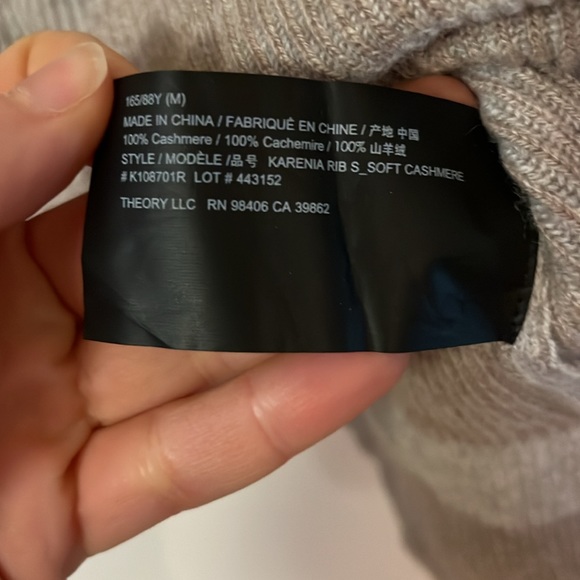 165/88Y (M)
MADE IN CHINA / FABRIQUÉ EN CHINE / 产地 中国
100% Cashmere / 100% Cachemire / 100% 山羊绒
STYLE / MODÈLE /品号 KARENIA RIB S_SOFT CASHMERE
# K108701R LOT # 443152
THEORY LLC RN 98406 CA 39862